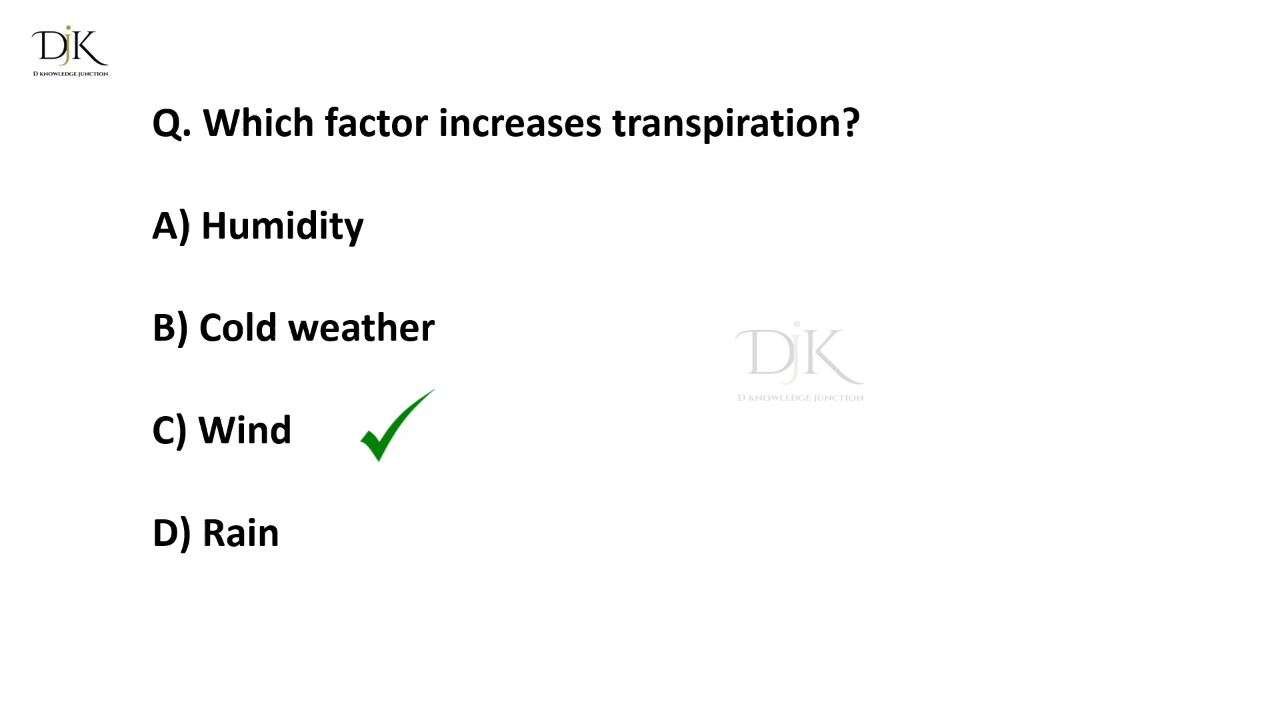 DjK
D KNOWLEDGE JUNCTION
Q. Which factor increases transpiration?
A) Humidity
B) Cold weather
C) Wind
D) Rain
DjK
D KNOWLEDGE JUNCTION